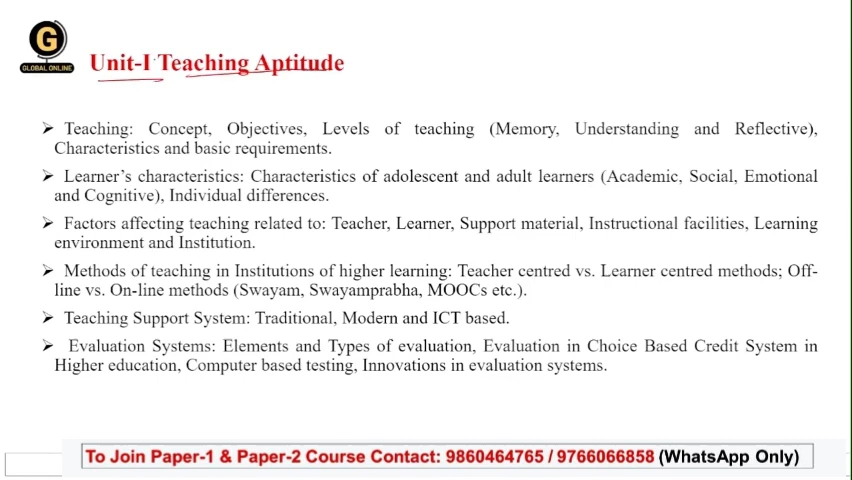 G
GLOBAL ONLINE
Unit-I Teaching Aptitude
➢ Teaching: Concept, Objectives, Levels of teaching (Memory, Understanding and Reflective),
Characteristics and basic requirements.
➢ Learner’s characteristics: Characteristics of adolescent and adult learners (Academic, Social, Emotional
and Cognitive), Individual differences.
➢ Factors affecting teaching related to: Teacher, Learner, Support material, Instructional facilities, Learning
environment and Institution.
➢ Methods of teaching in Institutions of higher learning: Teacher centred vs. Learner centred methods; Off-
line vs. On-line methods (Swayam, Swayamprabha, MOOCs etc.).
➢ Teaching Support System: Traditional, Modern and ICT based.
➢ Evaluation Systems: Elements and Types of evaluation, Evaluation in Choice Based Credit System in
Higher education, Computer based testing, Innovations in evaluation systems.
To Join Paper-1 & Paper-2 Course Contact: 9860464765 / 9766066858 (WhatsApp Only)